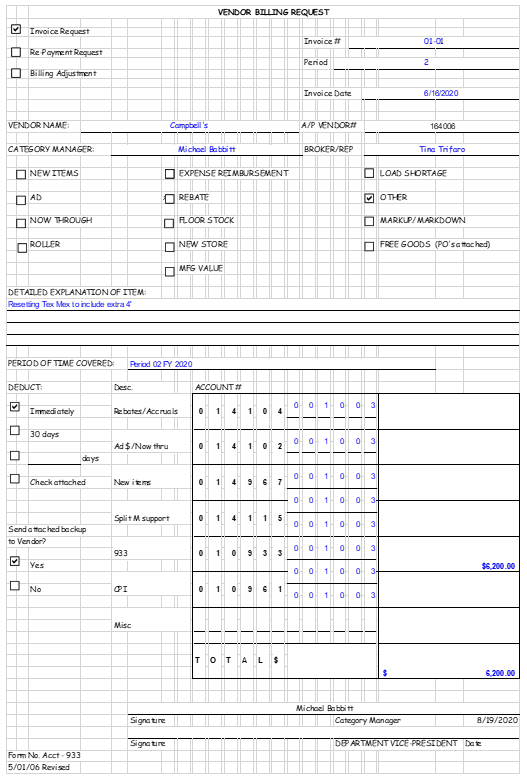 VENDOR BILLING REQUEST
Invoice Request
Invoice # 01-01
Re-Payment Request
Period 2
Billing Adjustment
Invoice Date 6/16/2020
VENDOR NAME: Campbell's A/P VENDOR# 164006
CATEGORY MANAGER: Michael Babbitt BROKER/REP Tina Trifaro
NEW ITEMS EXPENSE REIMBURSEMENT LOAD SHORTAGE
AD REBATE OTHER
NOW THROUGH FLOOR STOCK MARKUP/MARKDOWN
ROLLER NEW STORE FREE GOODS (PO's attached)
MFG VALUE
DETAILED EXPLANATION OF ITEM:
Resetting Tex Mex to include extra 4'
PERIOD OF TIME COVERED: Period 02 FY 2020
DEDUCT: Desc. ACCOUNT #
Immediately Rebates/Accruals 0 1 4 1 0 4 0 0 1 0 0 3
30 days 0 0 1 0 0 3
days Ad $/Now thru 0 1 4 1 0 2 0 0 1 0 0 3
Check attached New items 0 1 4 9 6 7 0 0 1 0 0 3
0 0 1 0 0 3
Split M support 0 1 4 1 1 5 0 0 1 0 0 3
Send attached backup
to Vendor?
933 0 1 0 9 3 3 0 0 1 0 0 3
Yes 0 0 1 0 0 3 $6,200.00
No CPI 0 1 0 9 6 1 0 0 1 0 0 3
Misc
T O T A L $ $ 6,200.00
Michael Babbitt
Signature Category Manager 8/19/2020
Signature DEPARTMENT VICE-PRESIDENT Date
Form No. Acct - 933
5/01/06 Revised